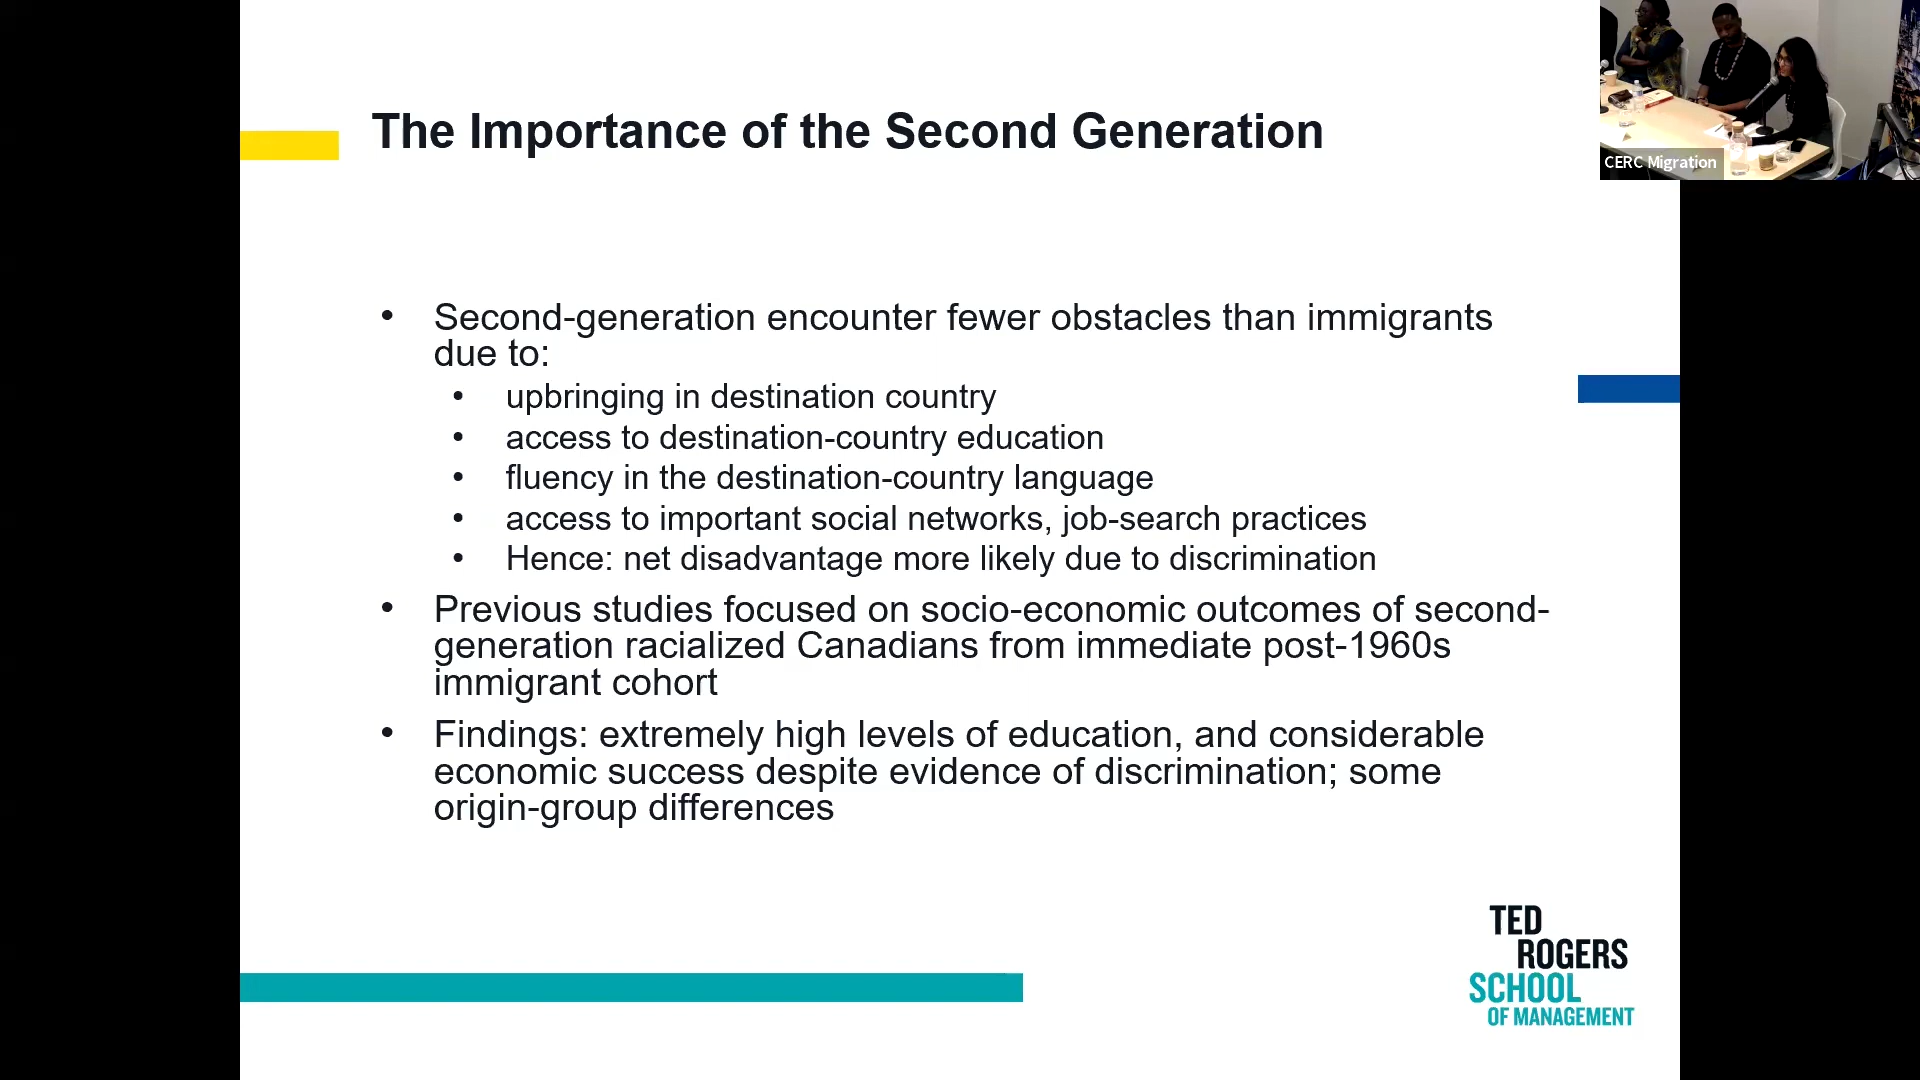 The Importance of the Second Generation
CERC Migration
• Second-generation encounter fewer obstacles than immigrants
due to:
• upbringing in destination country
• access to destination-country education
• fluency in the destination-country language
• access to important social networks, job-search practices
• Hence: net disadvantage more likely due to discrimination
• Previous studies focused on socio-economic outcomes of second-
generation racialized Canadians from immediate post-1960s
immigrant cohort
• Findings: extremely high levels of education, and considerable
economic success despite evidence of discrimination; some
origin-group differences
TED
ROGERS
SCHOOL
OF MANAGEMENT